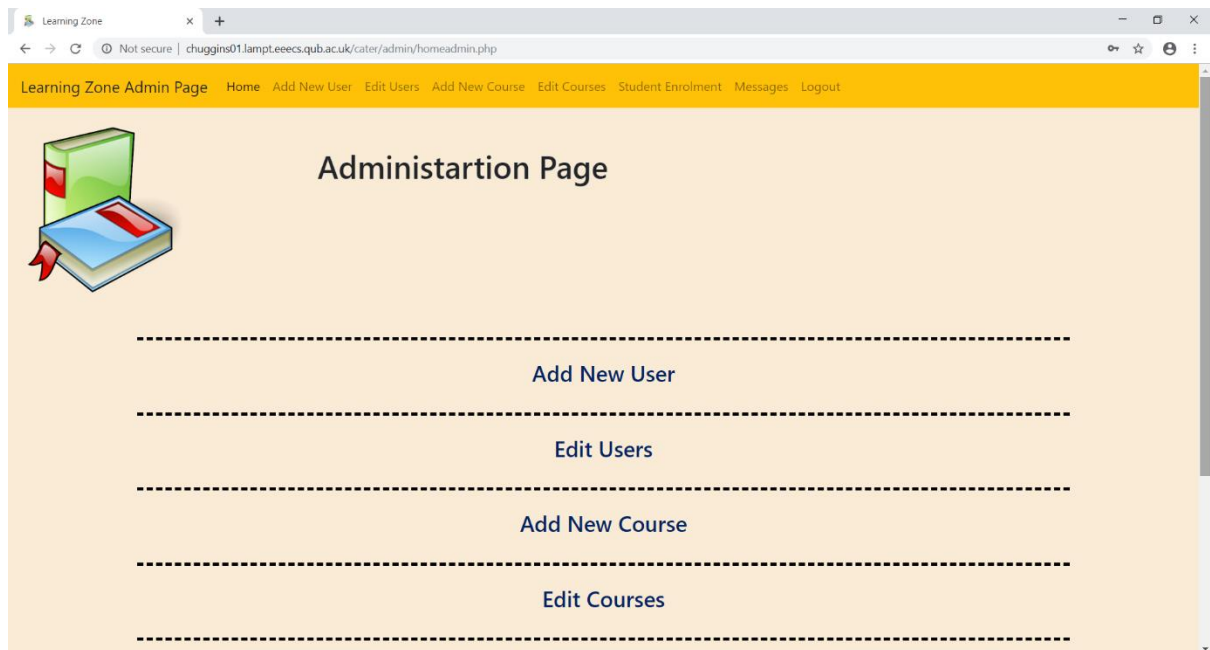 Learning Zone
Not secure | chuggins01.lampt.eeecs.qub.ac.uk/cater/admin/homeadmin.php
Learning Zone Admin Page Home Add New User Edit Users Add New Course Edit Courses Student Enrolment Messages Logout
Administartion Page
Add New User
Edit Users
Add New Course
Edit Courses